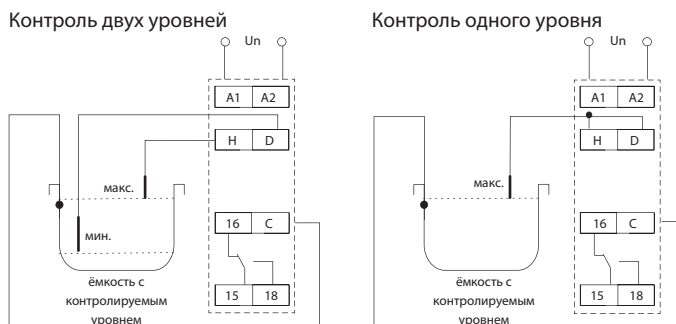 Контроль двух уровней
Un
A1 A2
H D
макс.
мин.
16 C
15 18
ёмкость с
контролируемым
уровнем
Контроль одного уровня
Un
A1 A2
H D
макс.
16 C
15 18
ёмкость с
контролируемым
уровнем